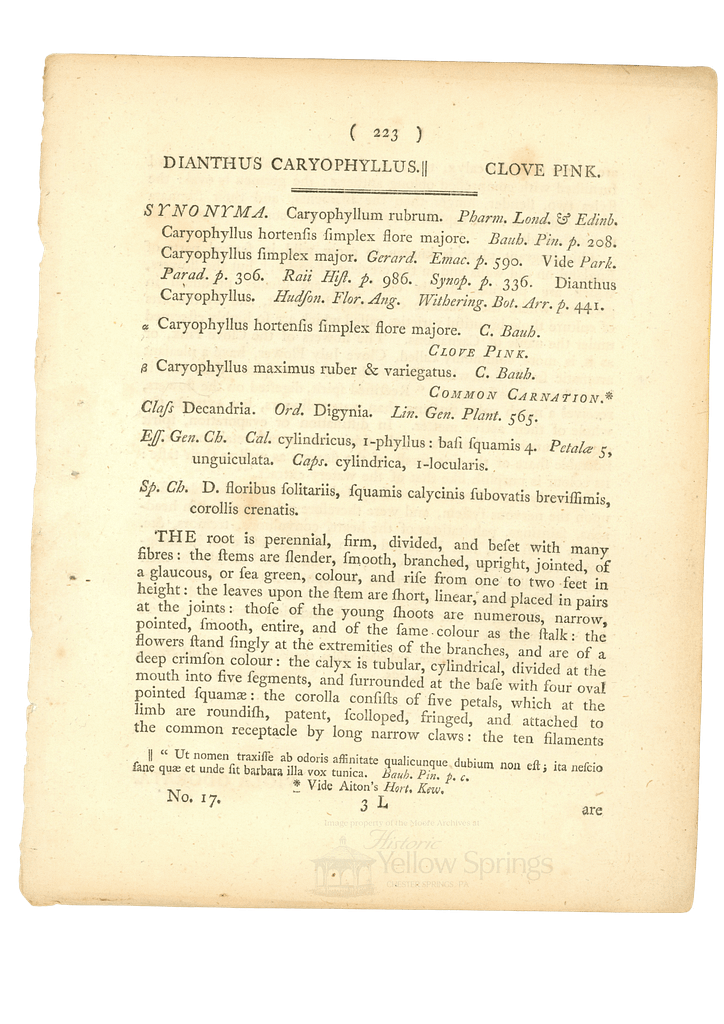 ( 223 )
DIANTHUS CARYOPHYLLUS.|| CLOVE PINK.
SYNONYMA. Caryophyllum rubrum. Pharm. Lond. & Edinb.
Caryophyllus hortenſis ſimplex flore majore. Bauh. Pin. p. 208.
Caryophyllus ſimplex major. Gerard. Emac. p. 590. Vide Park.
Parad. p. 306. Raii Hiſt. p. 986. Synop. p. 336. Dianthus
Caryophyllus. Hudſon. Flor. Ang. Withering. Bot. Arr. p. 441.
α Caryophyllus hortenſis ſimplex flore majore. C. Bauh.
CLOVE PINK.
β Caryophyllus maximus ruber & variegatus. C. Bauh.
COMMON CARNATION.*
Claſs Decandria. Ord. Digynia. Lin. Gen. Plant. 565.
Eſſ. Gen. Ch. Cal. cylindricus, 1-phyllus: baſi ſquamis 4. Petalæ 5,
unguiculata. Caps. cylindrica, 1-locularis.
Sp. Ch. D. floribus ſolitariis, ſquamis calycinis ſubovatis breviſſimis,
corollis crenatis.
THE root is perennial, firm, divided, and beſet with many
fibres: the ſtems are ſlender, ſmooth, branched, upright, jointed, of
a glaucous, or ſea green, colour, and riſe from one to two feet in
height: the leaves upon the ſtem are ſhort, linear, and placed in pairs
at the joints: thoſe of the young ſhoots are numerous, narrow,
pointed, ſmooth, entire, and of the ſame colour as the ſtalk: the
flowers ſtand ſingly at the extremities of the branches, and are of a
deep crimſon colour: the calyx is tubular, cylindrical, divided at the
mouth into five ſegments, and ſurrounded at the baſe with four oval
pointed ſquamæ: the corolla conſiſts of five petals, which at the
limb are roundiſh, patent, ſcolloped, fringed, and attached to
the common receptacle by long narrow claws: the ten filaments
|| “ Ut nomen traxiſſe ab odoris affinitate qualicunque dubium non eſt; ita neſcio
ſane quæ et unde ſit barbara illa vox tunica. Bauh. Pin. p. c.
* Vide Aiton's Hort. Kew.
No. 17. 3 L
are
Image property of the Moore Archives at
Historic
Yellow Springs
CHESTER SPRINGS, PA